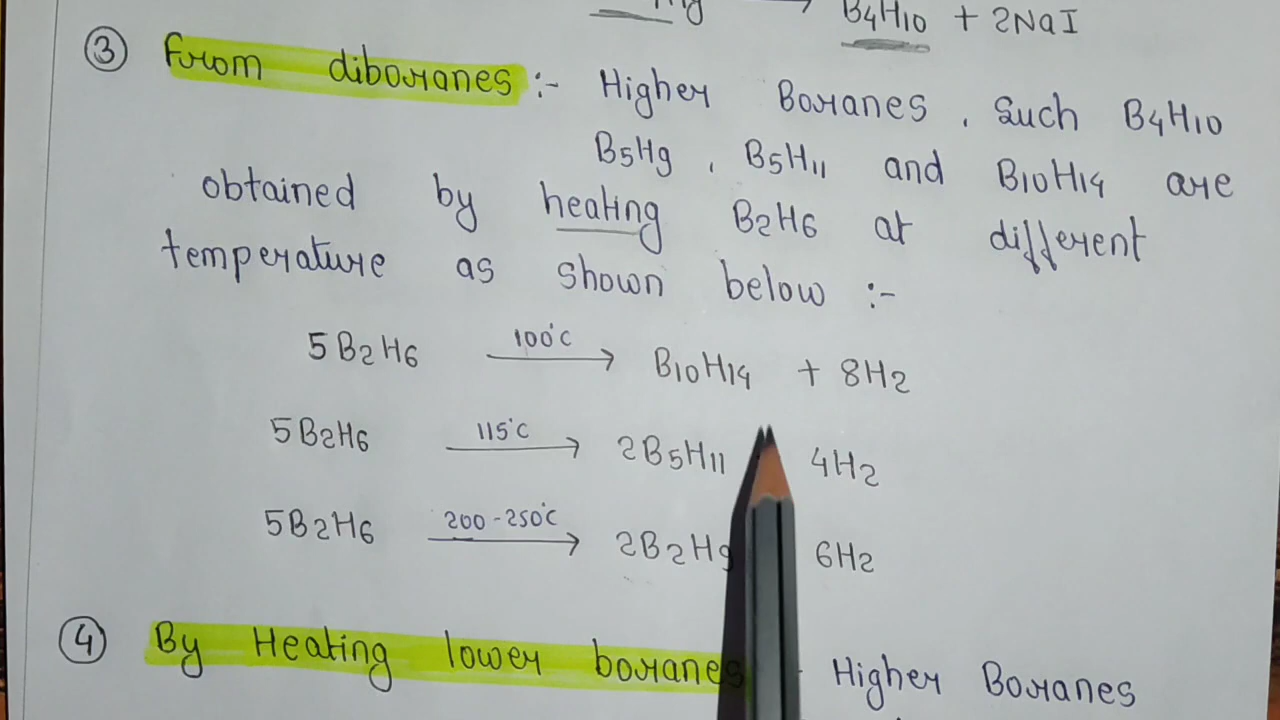 B4H10 + 2NaI
③ From diboranes :- Higher Boranes, Such B4H10
B5H9, B5H11 and B10H14 are
obtained by heating B2H6 at different
temperature as shown below :-
5B2H6 100°C → B10H14 + 8H2
5B2H6 115°C → 2B5H11 4H2
5B2H6 200-250°C → 2B2H9 6H2
④ By Heating lower boranes - Higher Boranes